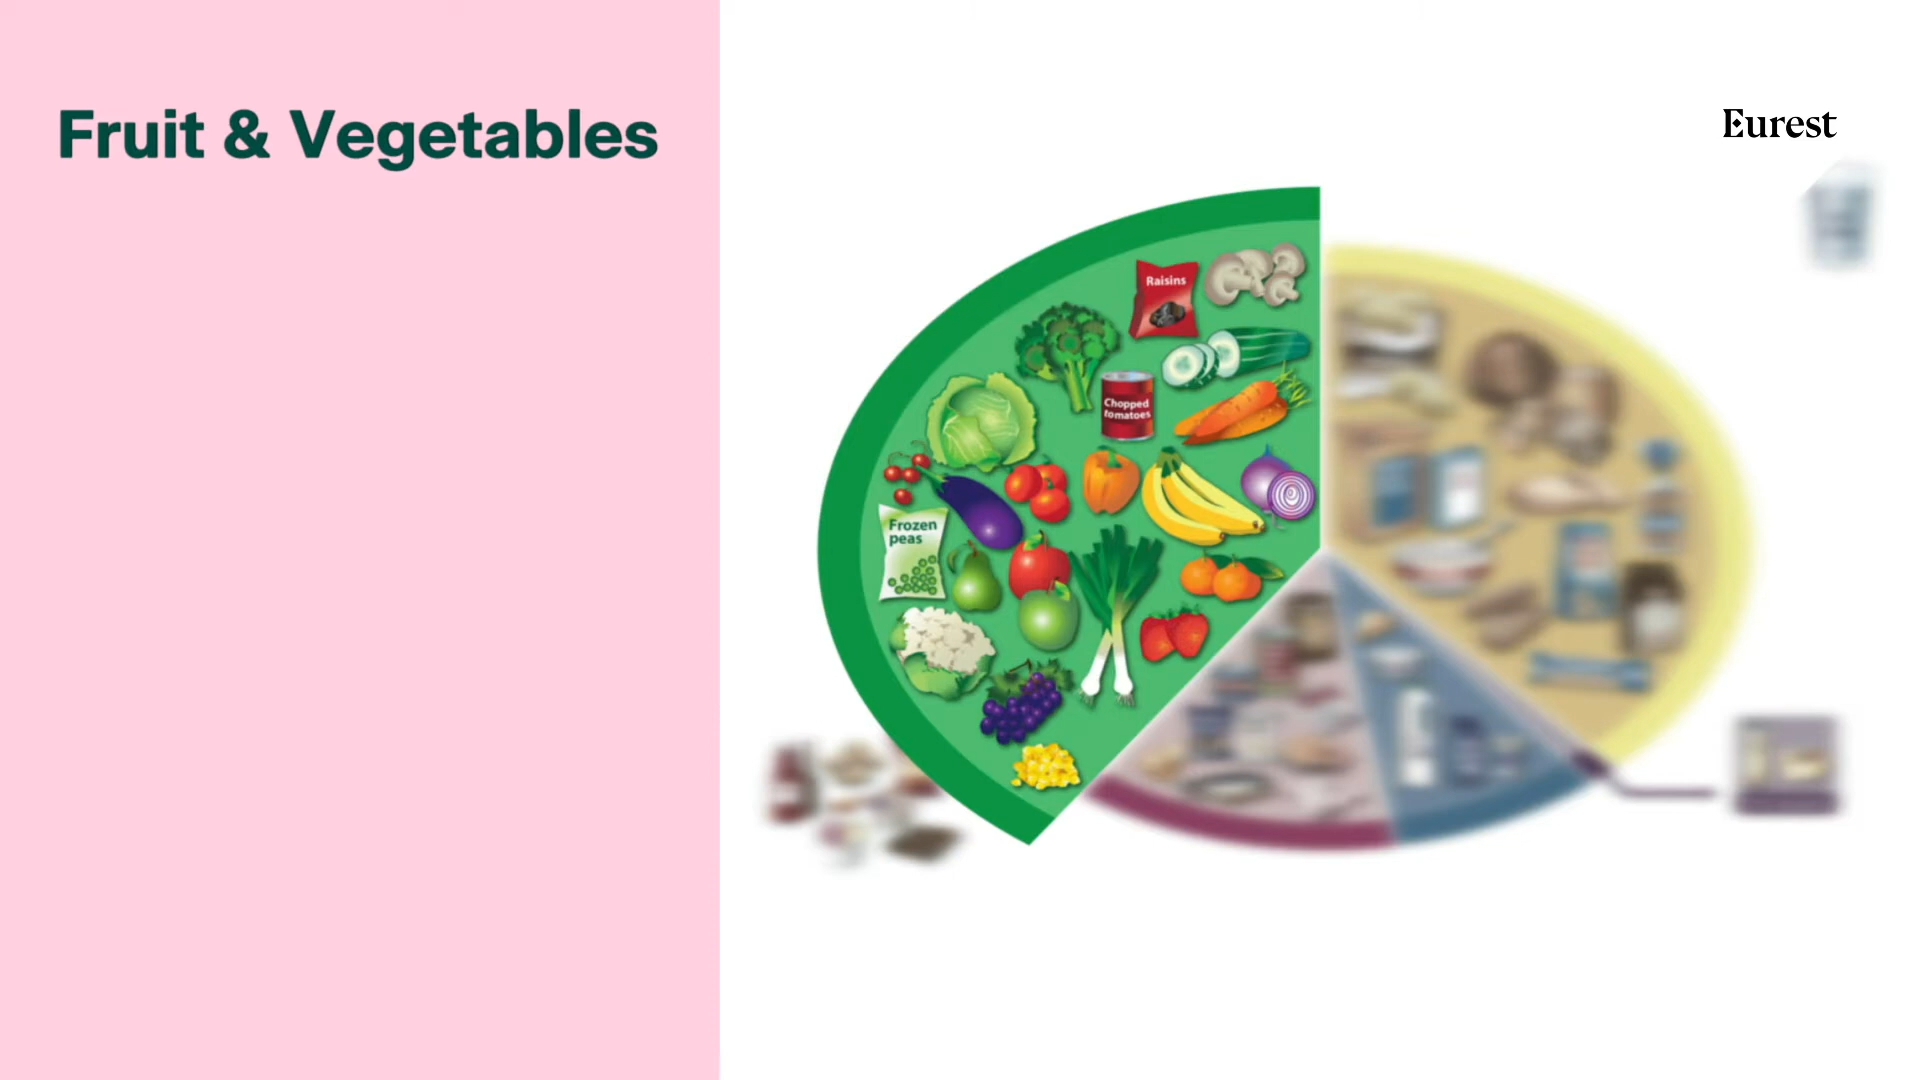 Fruit & Vegetables
Eurest
Raisins
Chopped
tomatoes
Frozen
peas